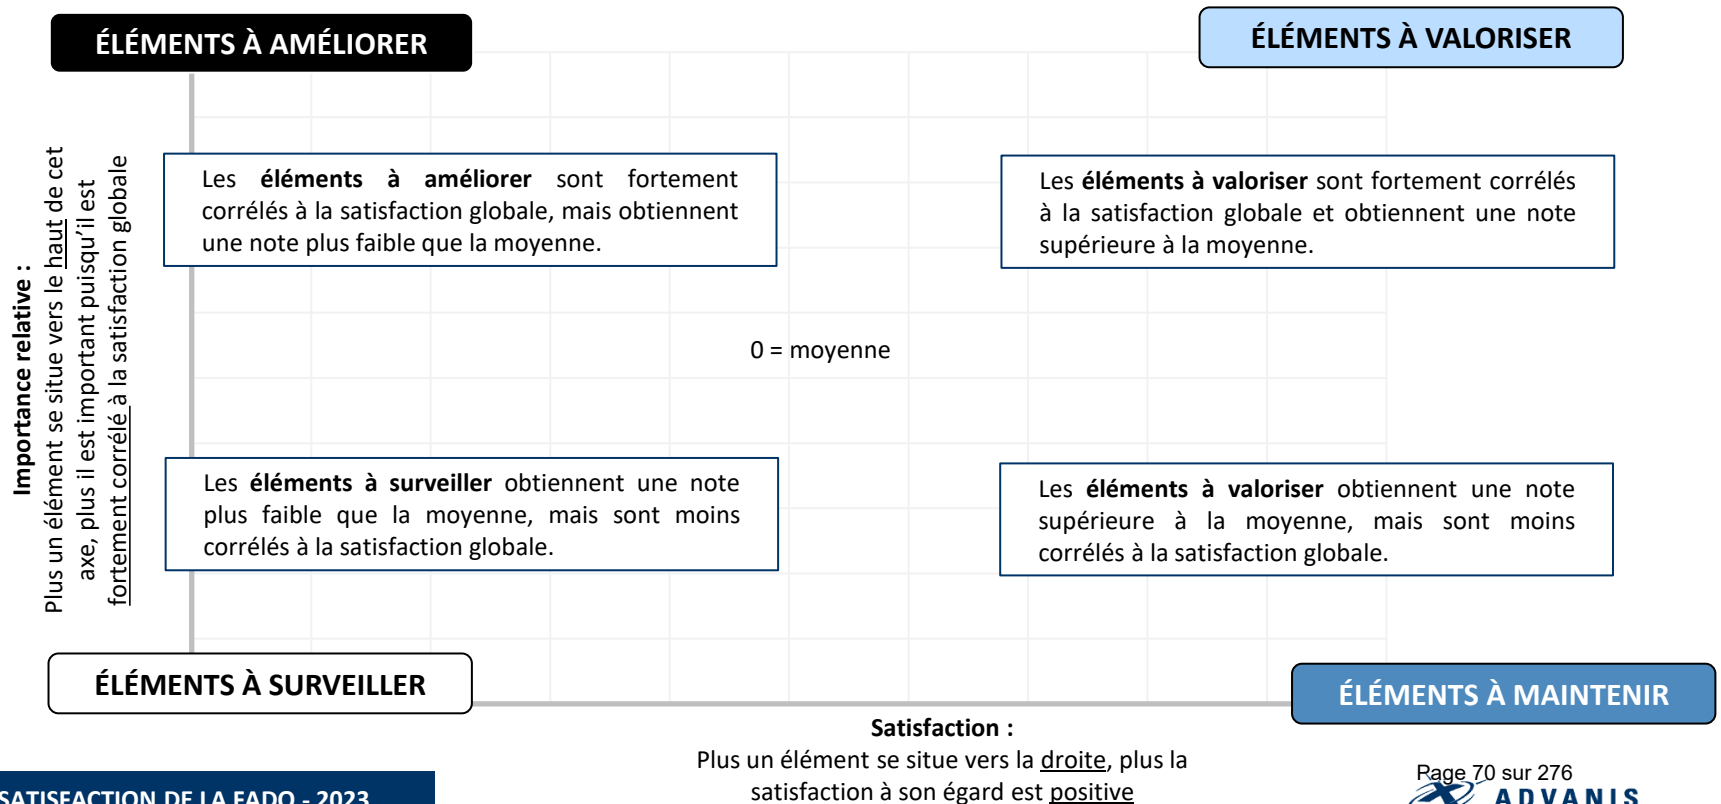 ÉLÉMENTS À AMÉLIORER
ÉLÉMENTS À VALORISER
Importance relative :
Plus un élément se situe vers le haut de cet
axe, plus il est important puisqu'il est
fortement corrélé à la satisfaction globale
Les éléments à améliorer sont fortement
corrélés à la satisfaction globale, mais obtiennent
une note plus faible que la moyenne.
Les éléments à valoriser sont fortement corrélés
à la satisfaction globale et obtiennent une note
supérieure à la moyenne.
0 = moyenne
Les éléments à surveiller obtiennent une note
plus faible que la moyenne, mais sont moins
corrélés à la satisfaction globale.
Les éléments à valoriser obtiennent une note
supérieure à la moyenne, mais sont moins
corrélés à la satisfaction globale.
ÉLÉMENTS À SURVEILLER
ÉLÉMENTS À MAINTENIR
Satisfaction :
Plus un élément se situe vers la droite, plus la
satisfaction à son égard est positive
SATISFACTION DE LA FADO - 2023
Page 70 sur 276
ADVANIS